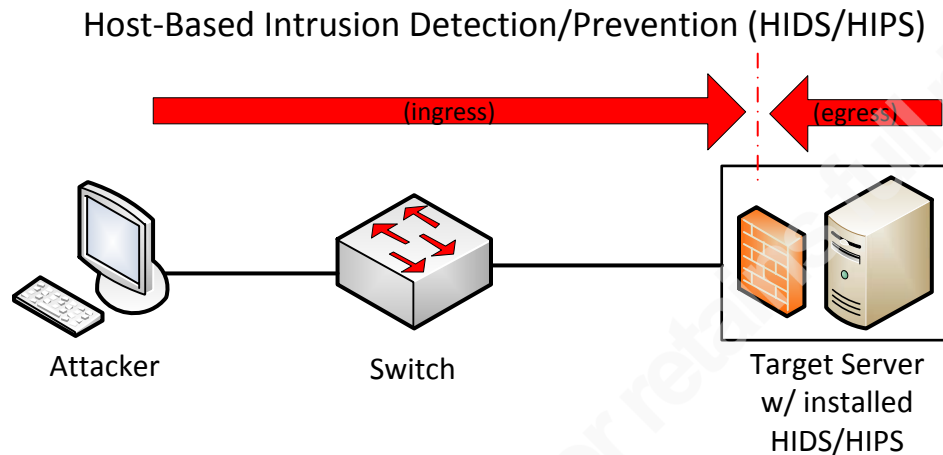 Host-Based Intrusion Detection/Prevention (HIDS/HIPS)
(ingress)
(egress)
Attacker
Switch
Target Server
w/ installed
HIDS/HIPS